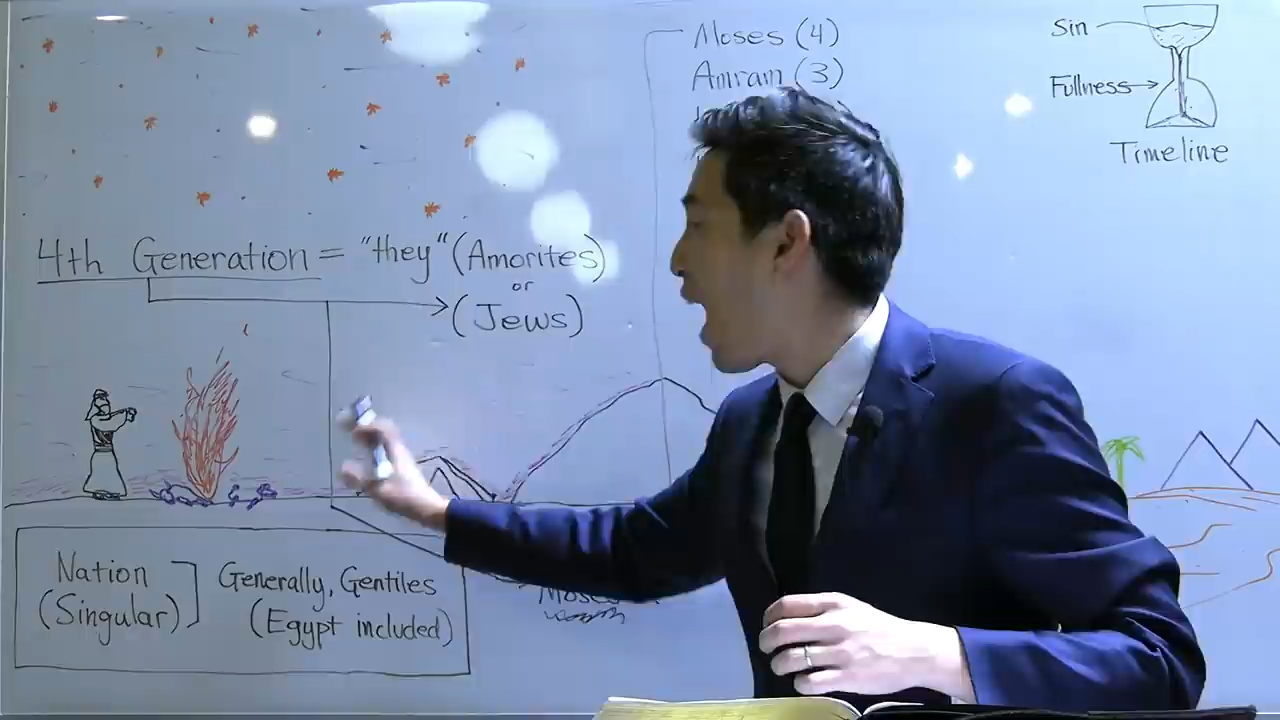 Moses (4)
Amram (3)
Sin
Fullness
Timeline
4th Generation = "they" (Amorites)
or
(Jews)
Nation
(Singular)
Generally, Gentiles
(Egypt included)
Moses